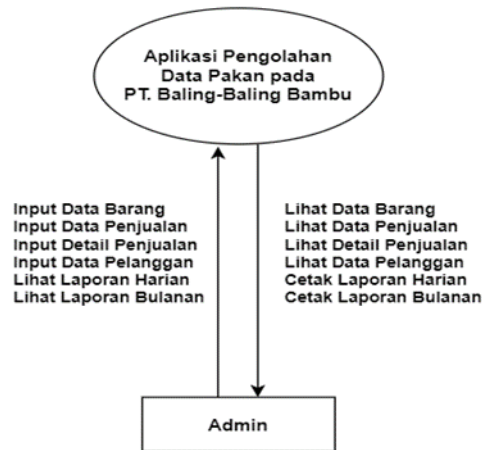 Aplikasi Pengolahan
Data Pakan pada
PT. Baling-Baling Bambu
Input Data Barang
Input Data Penjualan
Input Detail Penjualan
Input Data Pelanggan
Lihat Laporan Harian
Lihat Laporan Bulanan
Lihat Data Barang
Lihat Data Penjualan
Lihat Detail Penjualan
Lihat Data Pelanggan
Cetak Laporan Harian
Cetak Laporan Bulanan
Admin